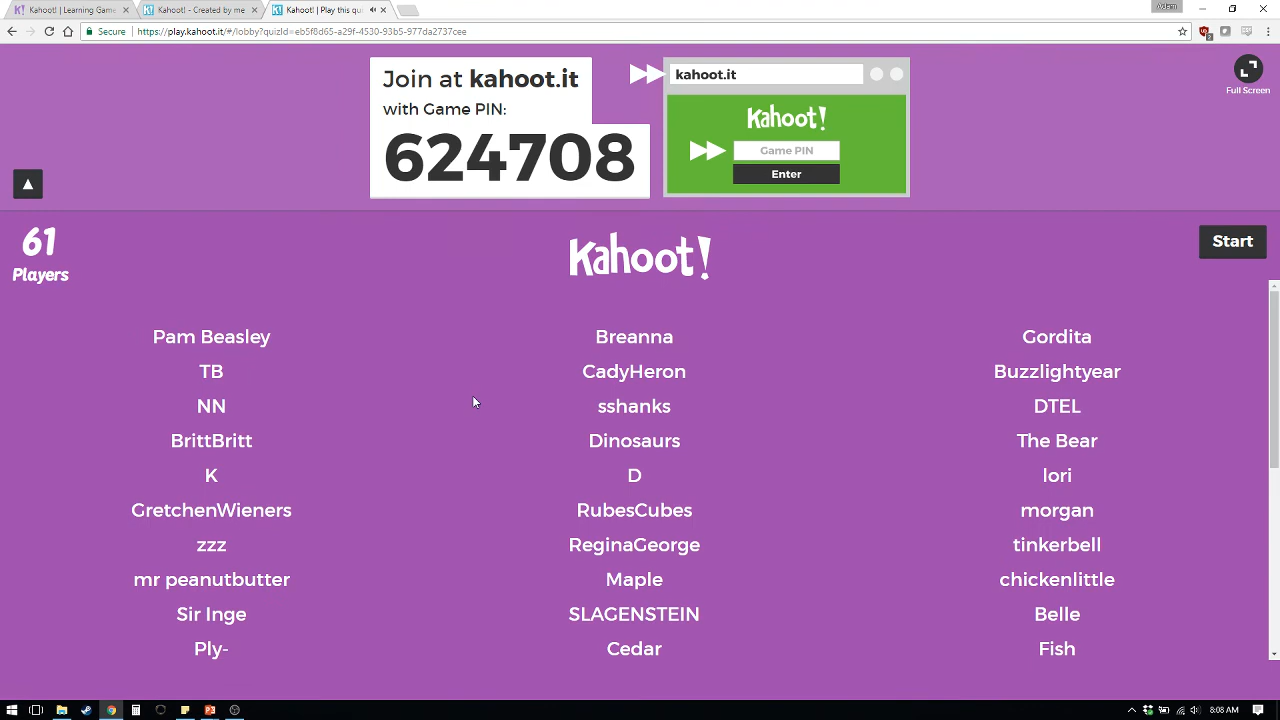 Kahoot! | Learning Game
Kahoot! - Created by me
Kahoot! | Play this qu
Adam
Secure
https://play.kahoot.it/#/lobby?quizId=eb5f8d65-a29f-4530-93b5-977da2737cee
2
Join at kahoot.it
with Game PIN:
624708
kahoot.it
Kahoot!
Game PIN
Enter
Full Screen
61
Players
Kahoot!
Start
Pam Beasley Breanna Gordita
TB CadyHeron Buzzlightyear
NN sshanks DTEL
BrittBritt Dinosaurs The Bear
K D lori
GretchenWieners RubesCubes morgan
zzz ReginaGeorge tinkerbell
mr peanutbutter Maple chickenlittle
Sir Inge SLAGENSTEIN Belle
Ply- Cedar Fish
8:08 AM